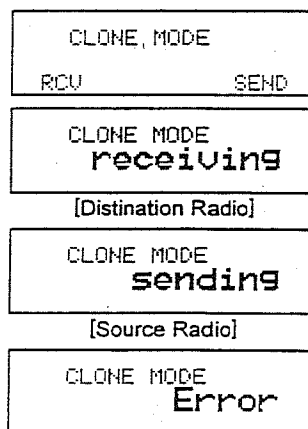 CLONE, MODE
RCV SEND
CLONE MODE
receiving
[Distination Radio]
CLONE MODE
sending
[Source Radio]
CLONE MODE
Error